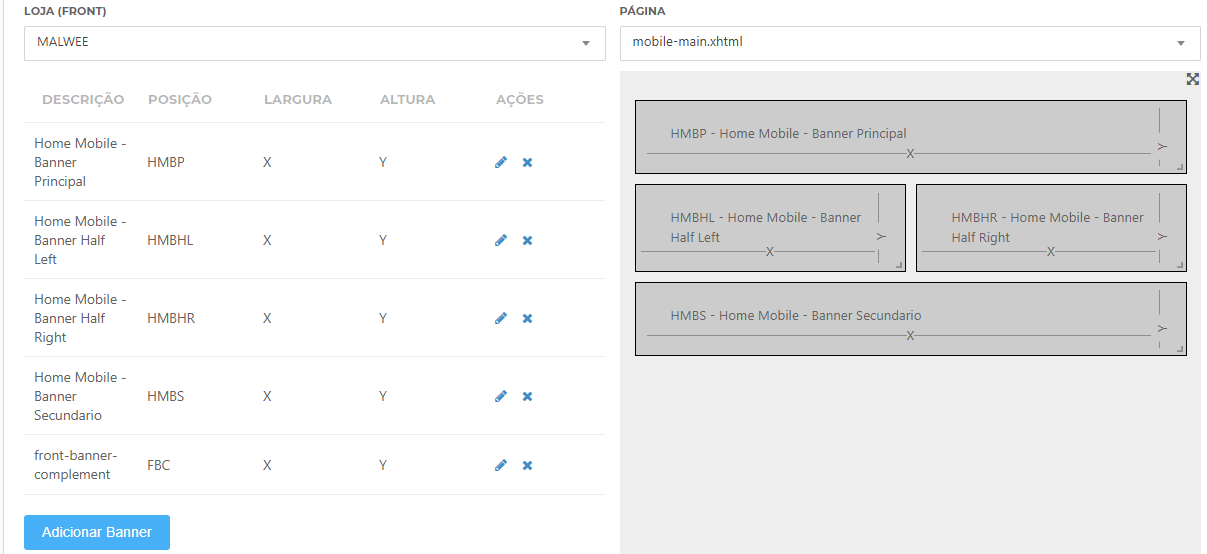 LOJA (FRONT)
MALWEE
DESCRIÇÃO POSIÇÃO LARGURA ALTURA AÇÕES
Home Mobile -
Banner
Principal
HMBP X Y
Home Mobile -
Banner Half
Left
HMBHL X Y
Home Mobile -
Banner Half
Right
HMBHR X Y
Home Mobile -
Banner
Secundario
HMBS X Y
front-banner-
complement
FBC X Y
Adicionar Banner
PÁGINA
mobile-main.xhtml
HMBP - Home Mobile - Banner Principal
X
Y
HMBHL - Home Mobile - Banner
Half Left
X
Y
HMBHR - Home Mobile - Banner
Half Right
X
Y
HMBS - Home Mobile - Banner Secundario
X
Y